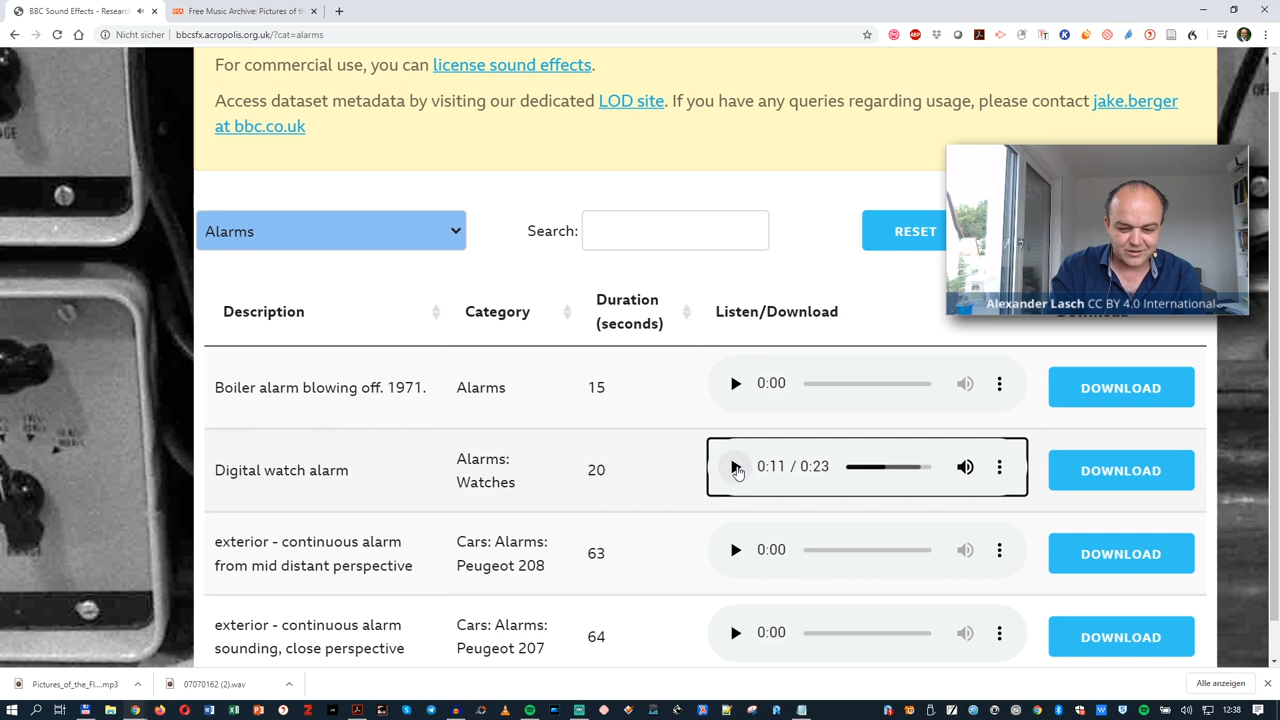 BBC Sound Effects - Resear
Free Music Archive: Pictures of the
Nicht sicher
bbcsfx.acropolis.org.uk/?cat=alarms
For commercial use, you can license sound effects.
Access dataset metadata by visiting our dedicated LOD site. If you have any queries regarding usage, please contact jake.berger
at bbc.co.uk
Alarms
Search:
RESET
Alexander Lasch CC BY 4.0 International
Description
Category
Duration
(seconds)
Listen/Download
Boiler alarm blowing off. 1971.
Alarms
15
0:00
DOWNLOAD
Digital watch alarm
Alarms:
Watches
20
0:11 / 0:23
DOWNLOAD
exterior - continuous alarm
from mid distant perspective
Cars: Alarms:
Peugeot 208
63
0:00
DOWNLOAD
exterior - continuous alarm
sounding, close perspective
Cars: Alarms:
Peugeot 207
64
0:00
DOWNLOAD
Pictures_of_the_Fl....mp3
07070162 (2).wav
Alle anzeigen
12:38